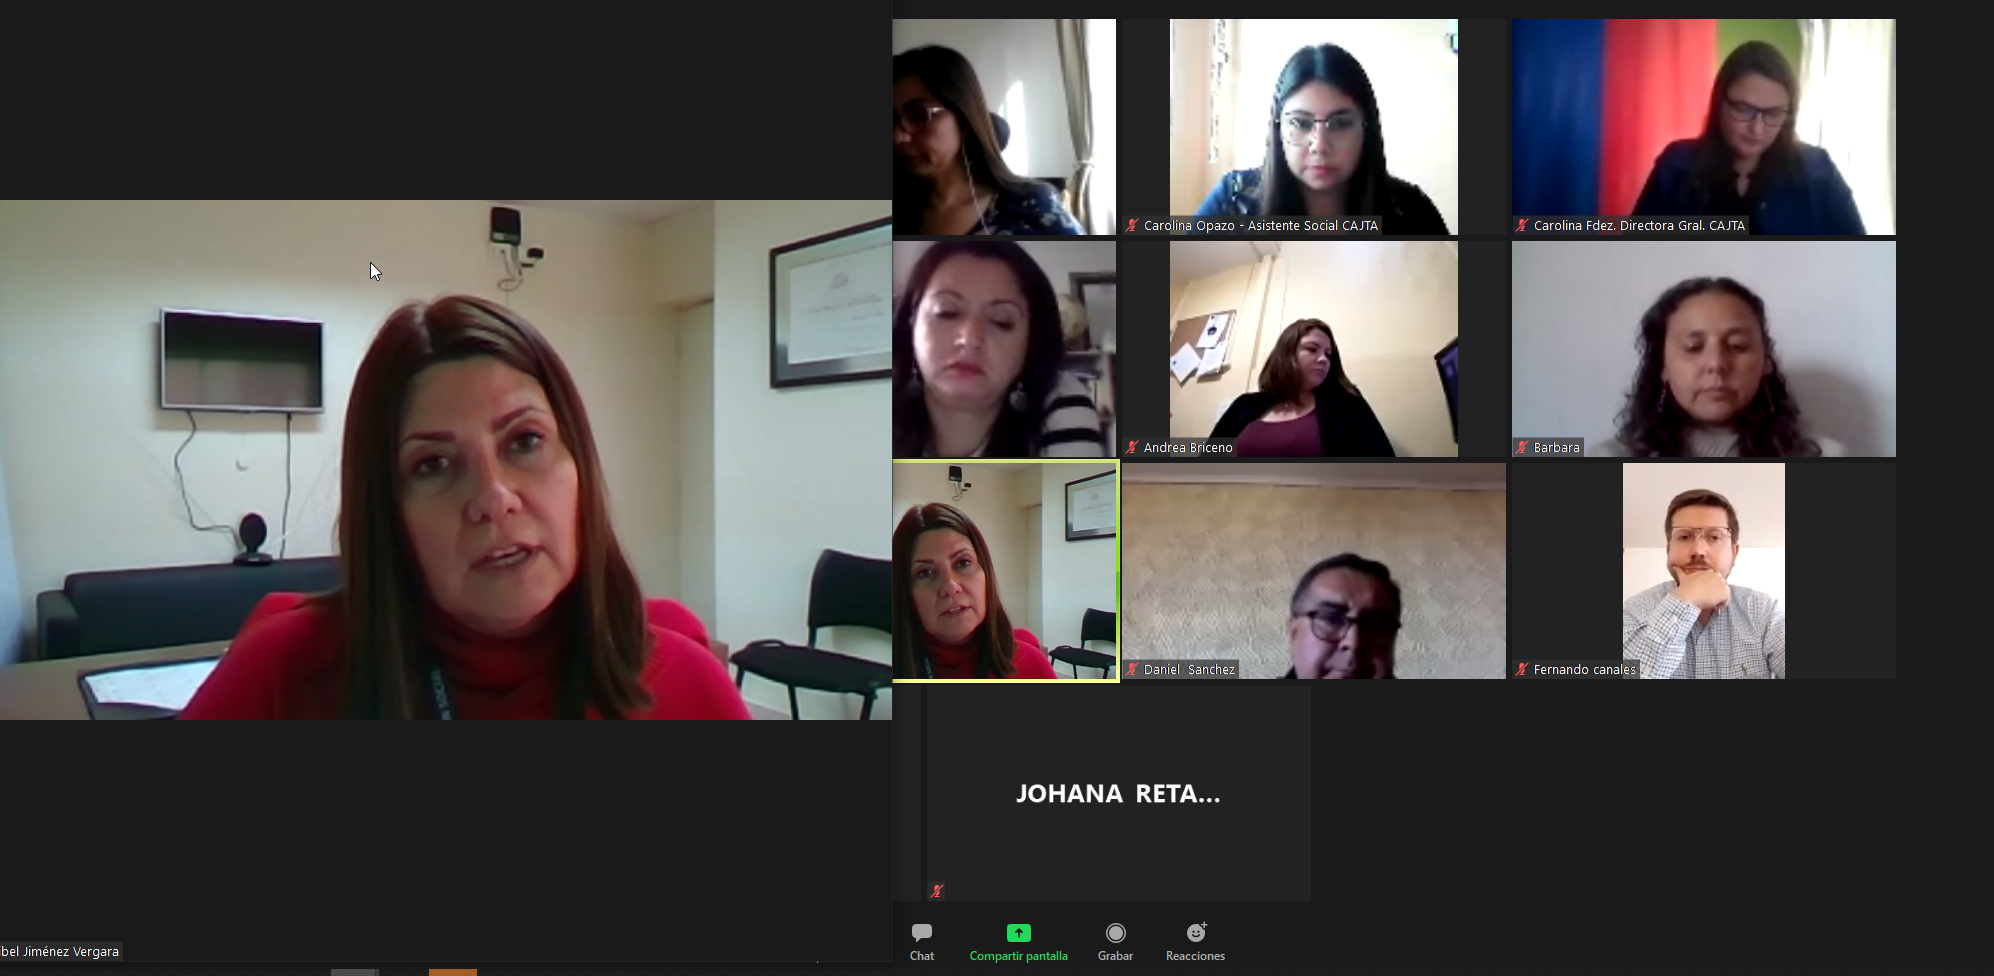 Carolina Opazo - Asistente Social CAJTA
Carolina Fdez. Directora Gral. CAJTA
Andrea Briceno
Barbara
Daniel Sanchez
Fernando canales
JOHANA RETA...
ibel Jiménez Vergara
Chat
Compartir pantalla
Grabar
Reacciones